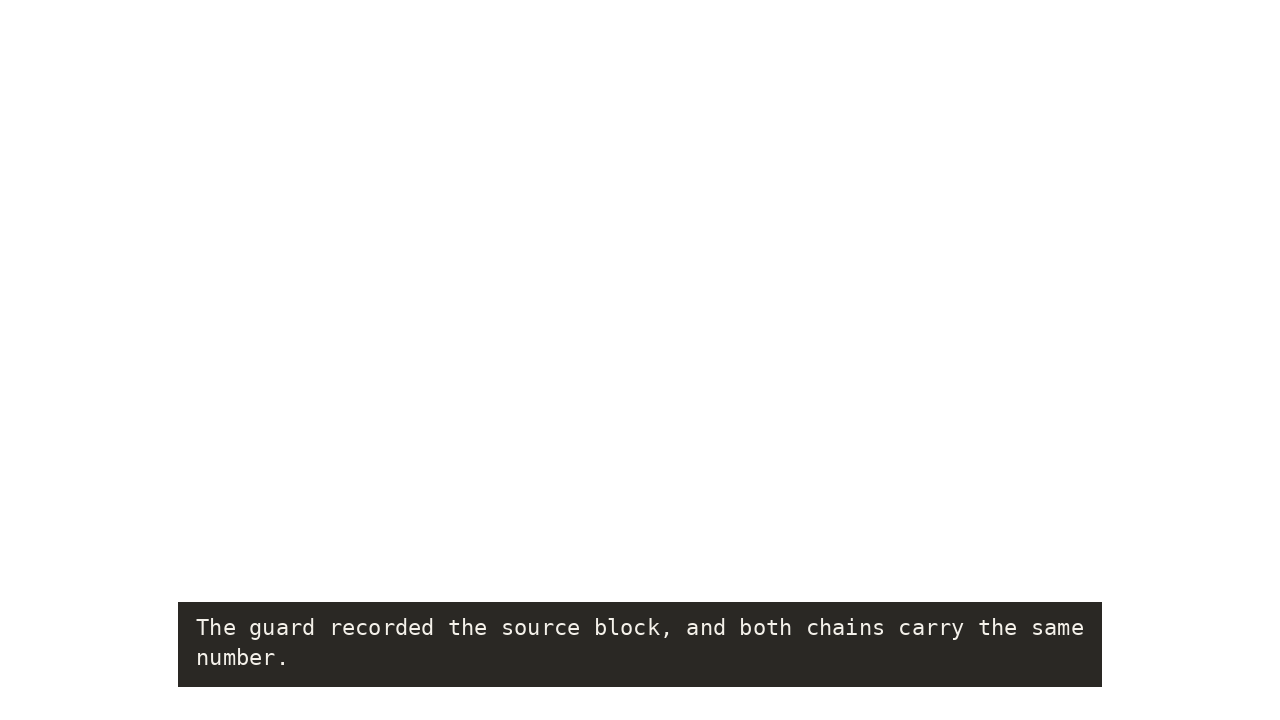 The guard recorded the source block, and both chains carry the same
number.